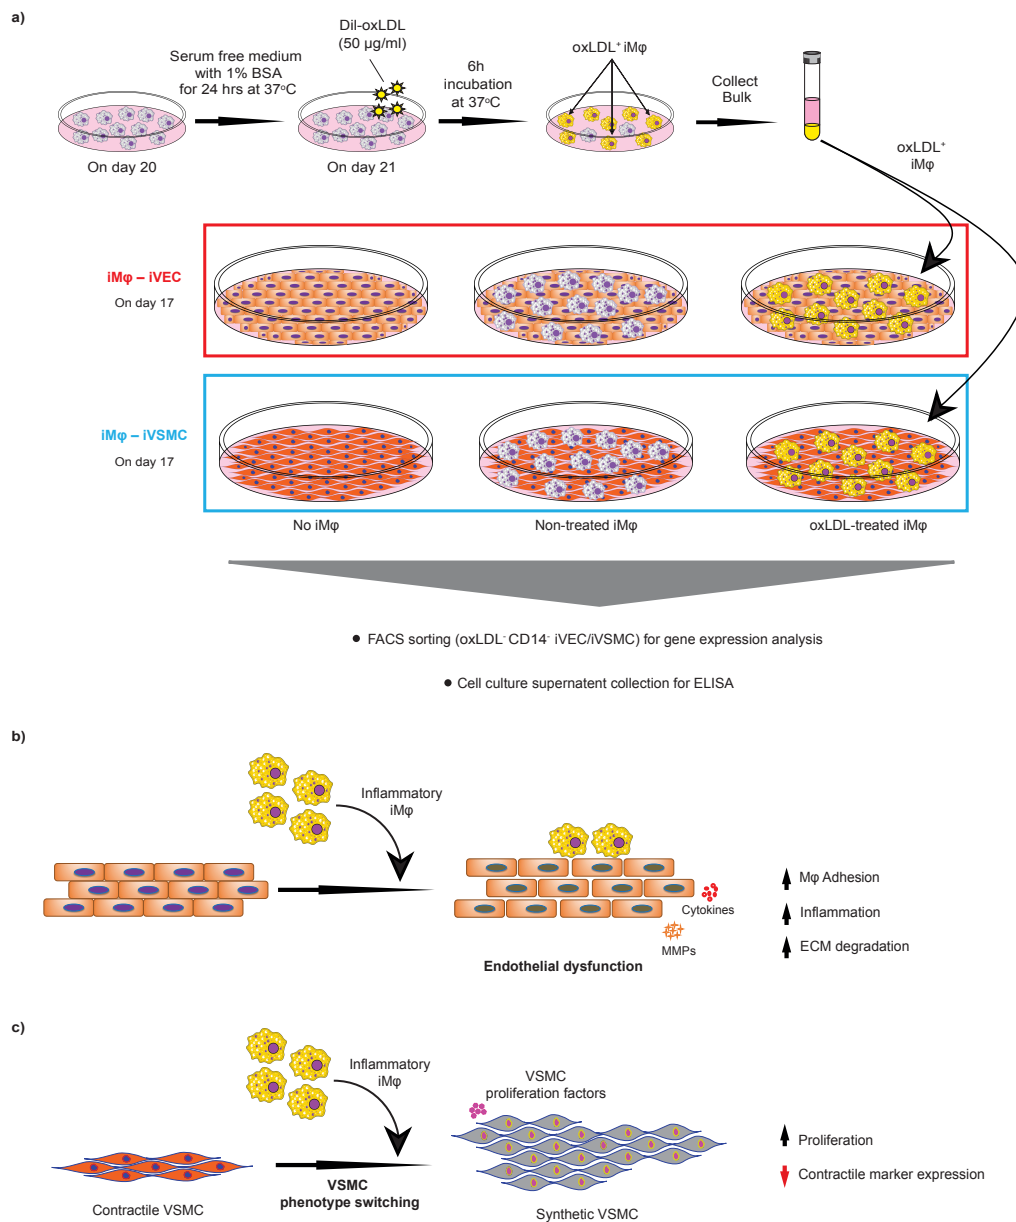 a)
Dil-oxLDL
(50 µg/ml)
Serum free medium
with 1% BSA
for 24 hrs at 37ºC
6h
incubation
at 37ºC
oxLDL⁺ iMφ
Collect
Bulk
On day 20
On day 21
oxLDL⁺
iMφ
iMφ – iVEC
On day 17
iMφ – iVSMC
On day 17
No iMφ
Non-treated iMφ
oxLDL-treated iMφ
● FACS sorting (oxLDL⁻ CD14⁻ iVEC/iVSMC) for gene expression analysis
● Cell culture supernatent collection for ELISA
b)
Inflammatory
iMφ
Cytokines
MMPs
Endothelial dysfunction
Mφ Adhesion
Inflammation
ECM degradation
c)
Inflammatory
iMφ
VSMC
proliferation factors
Contractile VSMC
VSMC
phenotype switching
Synthetic VSMC
Proliferation
Contractile marker expression